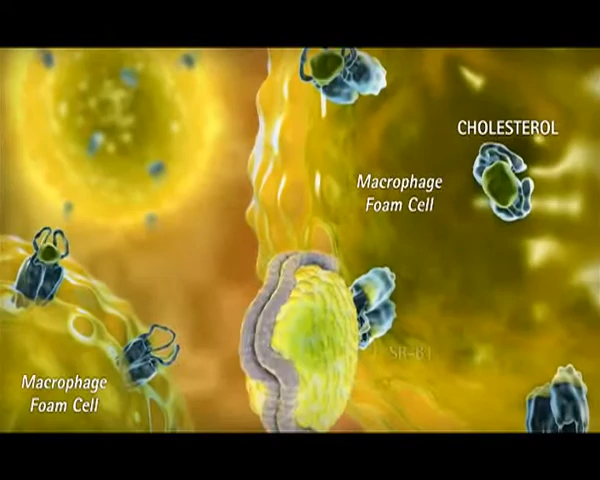 CHOLESTEROL
Macrophage
Foam Cell
SR-B1
Macrophage
Foam Cell